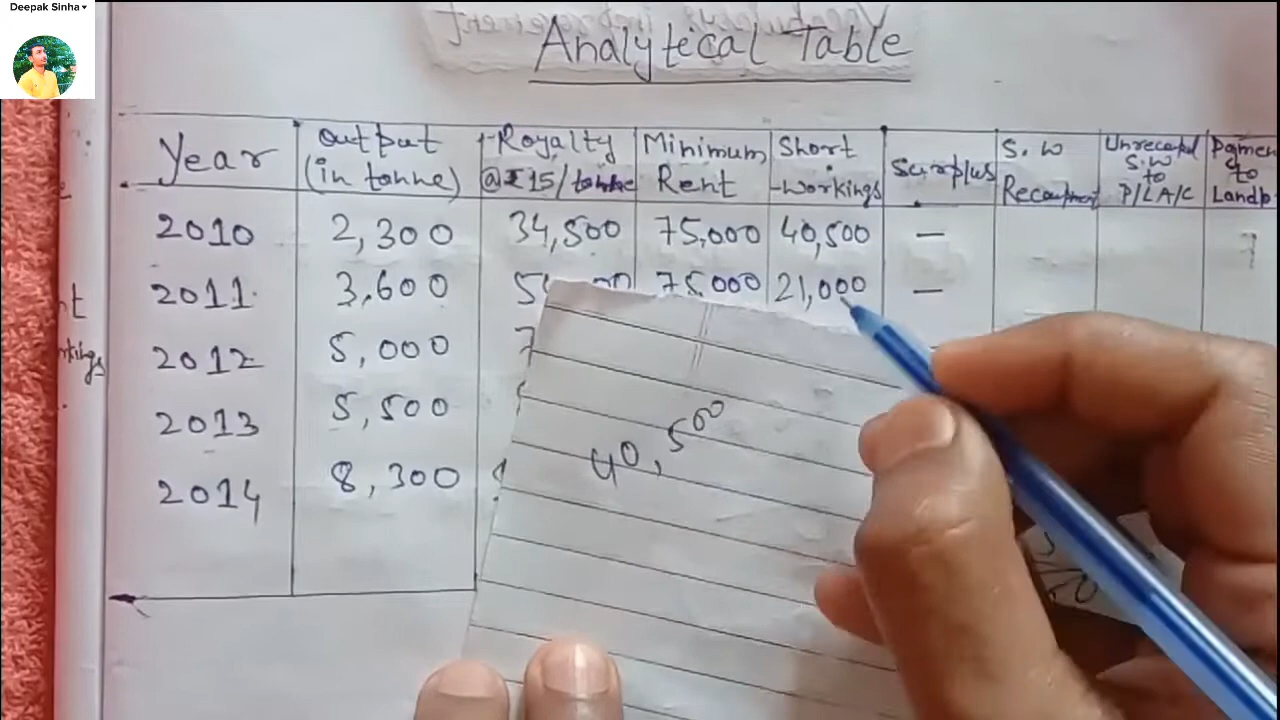 Deepak Sinha
Analytical Table
Year Output (in tonne) Royalty @ ₹15/tonne Minimum Rent Short-workings Surplus S.W Recoupment Unrecouped S.W to P/L A/C Paymen to Landl
2010 2,300 34,500 75,000 40,500 —
2011 3,600 75,000 21,000 —
2012 5,000
2013 5,500
2014 8,300
40,500